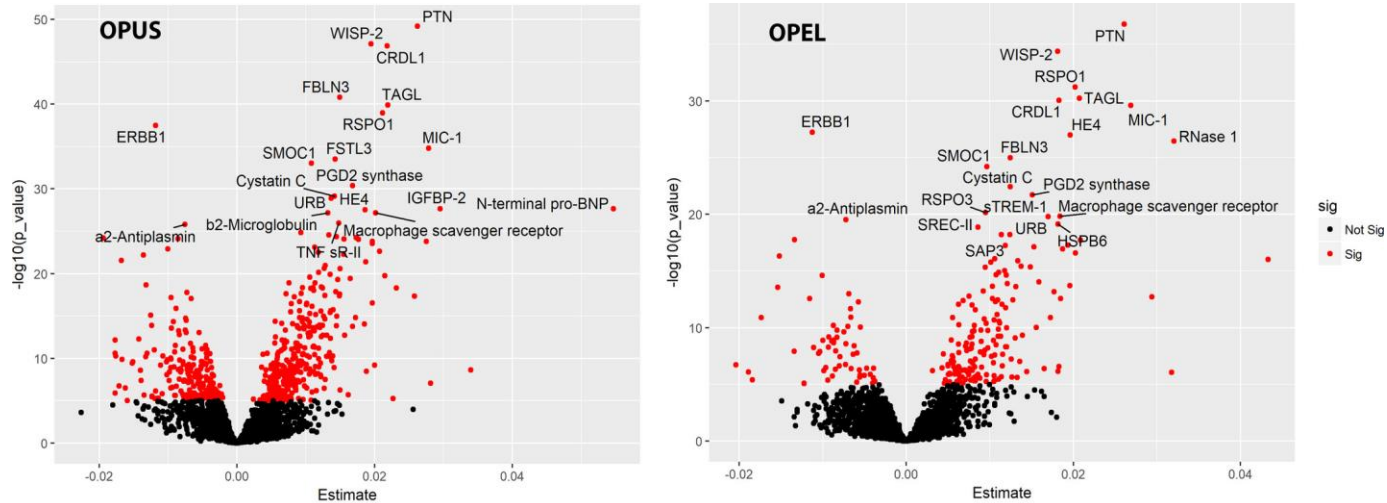 OPUS
50
40
30
20
10
0
-log10(p_value)
-0.02
0.00
0.02
0.04
Estimate
PTN
WISP-2
CRDL1
FBLN3
TAGL
RSPO1
ERBB1
MIC-1
FSTL3
SMOC1
PGD2 synthase
Cystatin C
HE4
IGFBP-2
N-terminal pro-BNP
URB
b2-Microglobulin
a2-Antiplasmin
Macrophage scavenger receptor
TNF sR-II
OPEL
30
20
10
0
-log10(p_value)
-0.02
0.00
0.02
0.04
Estimate
PTN
WISP-2
RSPO1
TAGL
CRDL1
MIC-1
ERBB1
HE4
RNase 1
FBLN3
SMOC1
Cystatin C
PGD2 synthase
RSPO3
sTREM-1
Macrophage scavenger receptor
a2-Antiplasmin
SREC-II
URB
HSPB6
SAP3
sig
Not Sig
Sig